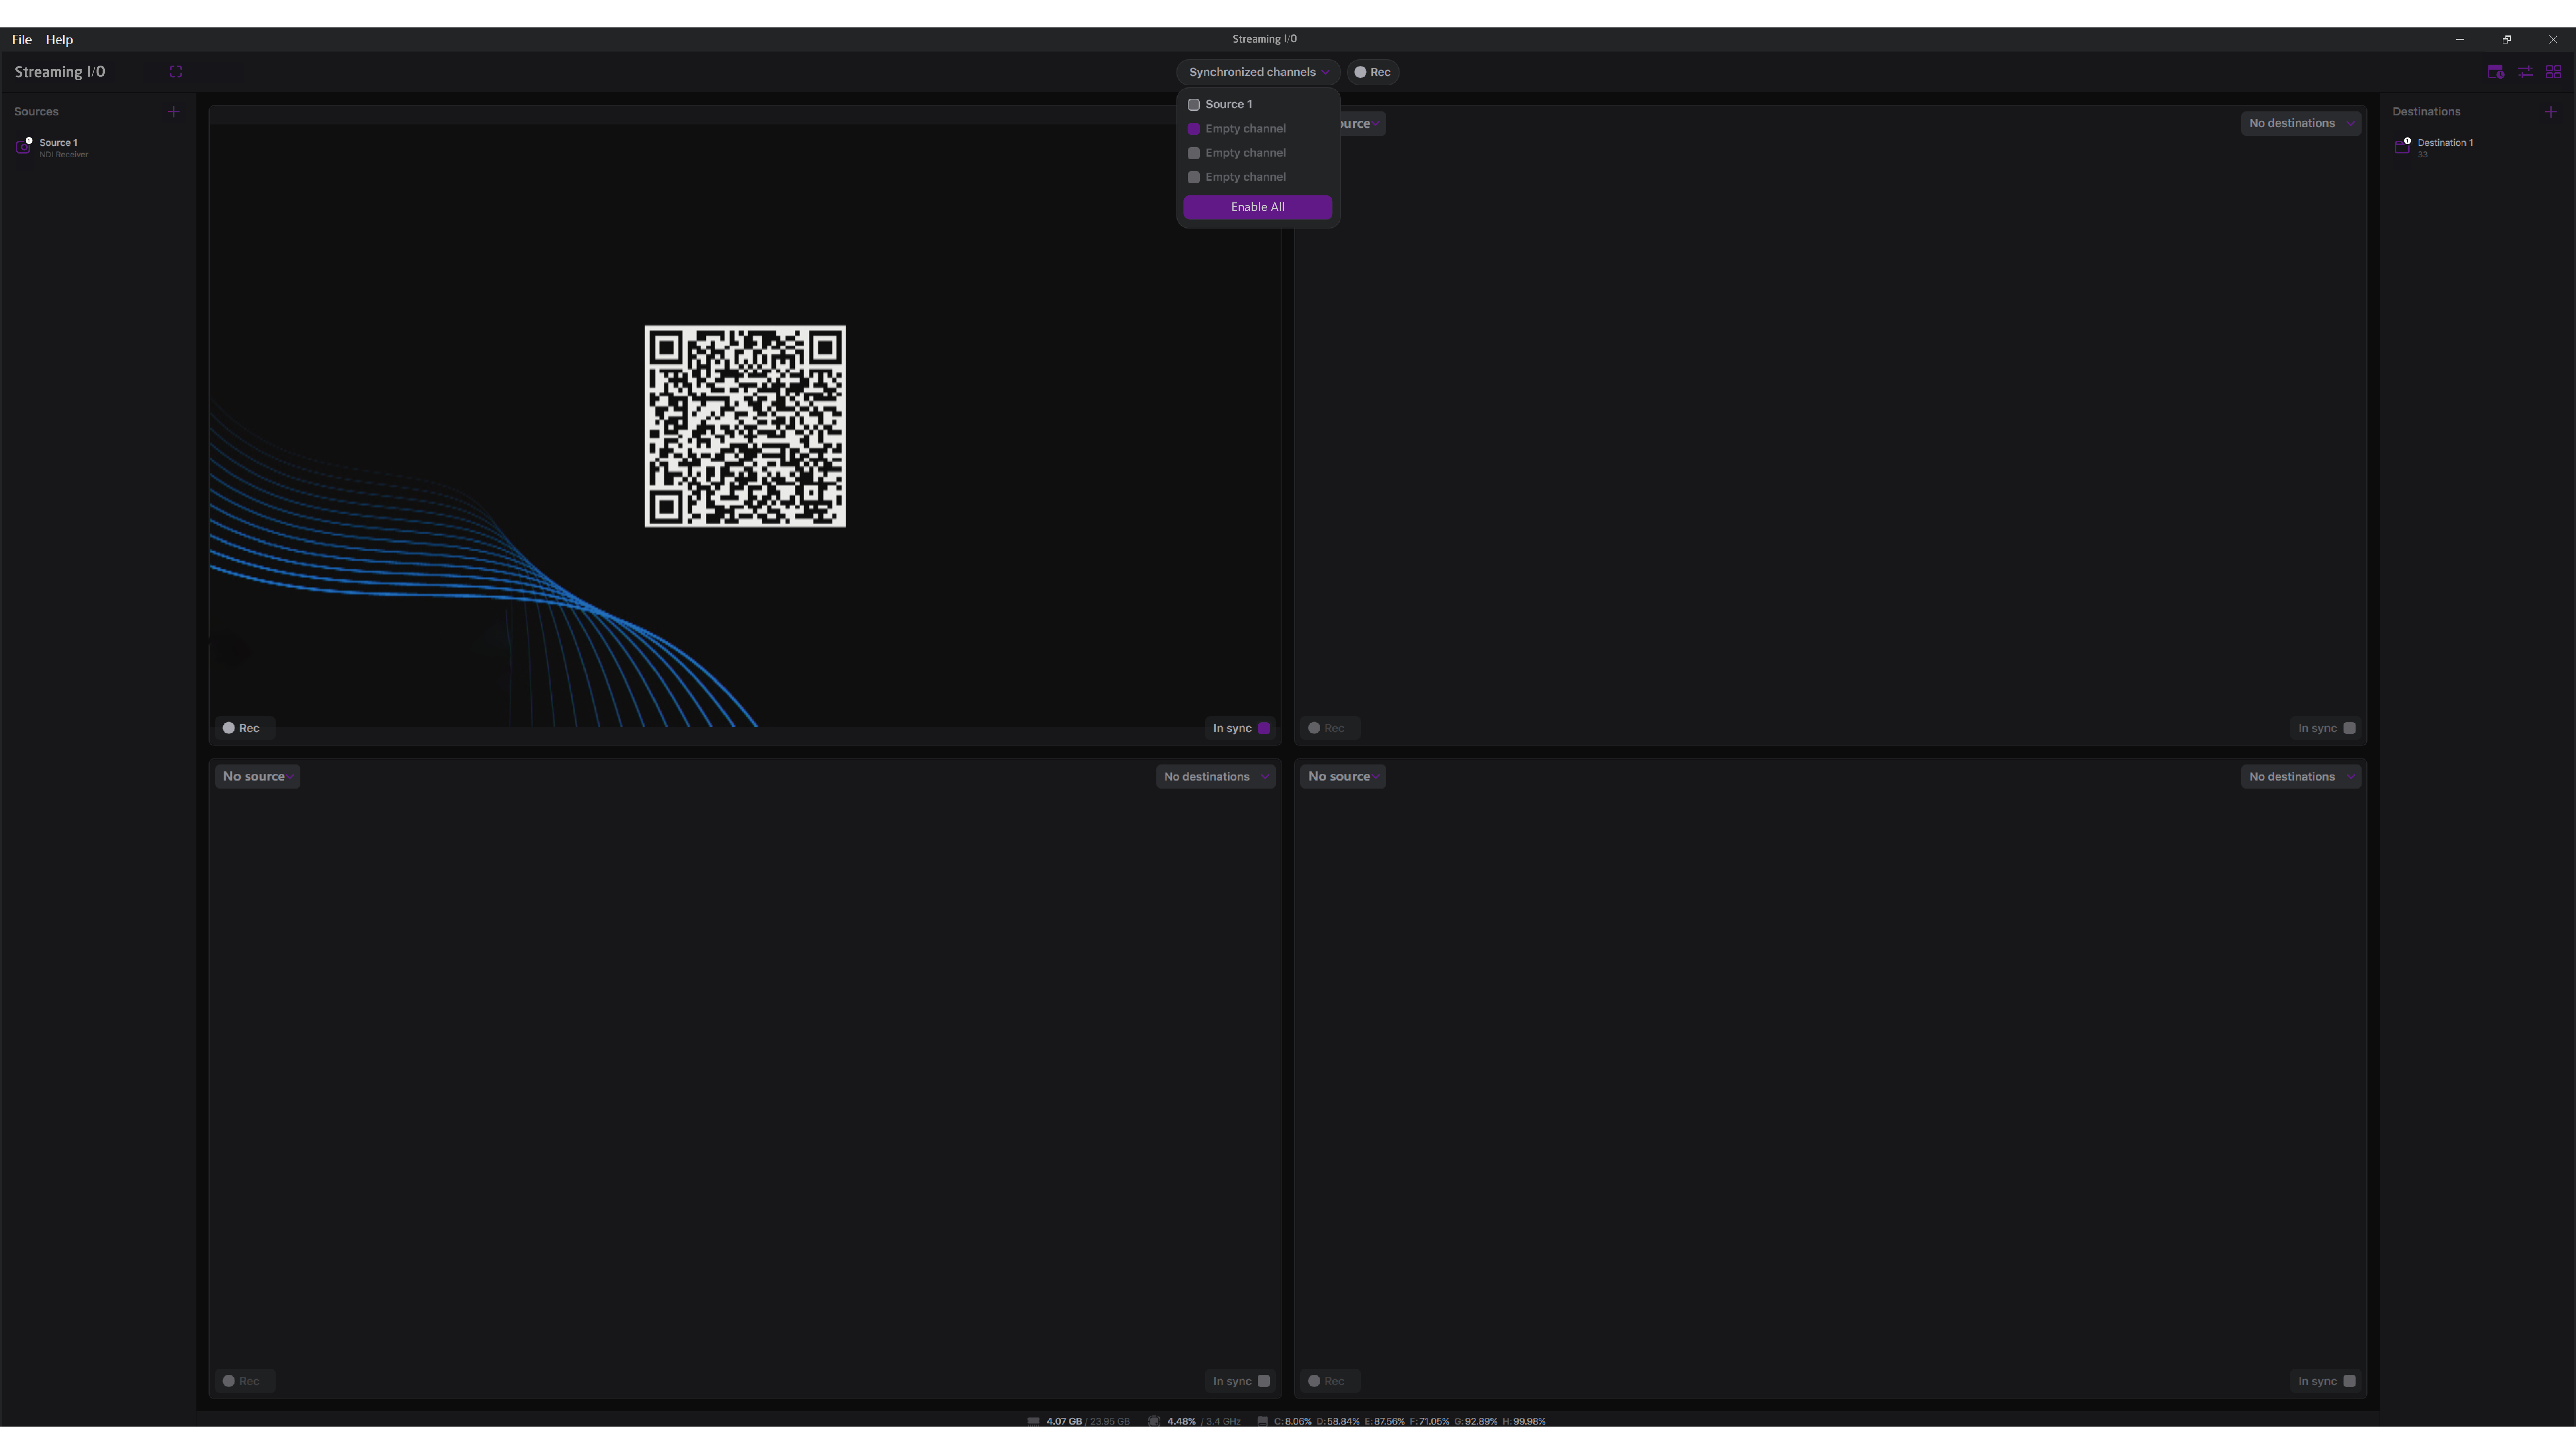 File Help
Streaming I/O
Streaming I/O
Synchronized channels
Rec
Sources
Source 1
NDI Receiver
Source 1
Empty channel
Empty channel
Empty channel
Enable All
ource
No destinations
Destinations
Destination 1
33
Rec
In sync
Rec
In sync
No source
No destinations
No source
No destinations
Rec
In sync
Rec
In sync
4.07 GB / 23.95 GB 4.48% / 3.4 GHz C: 8.06% D: 58.84% E: 87.56% F: 71.05% G: 92.89% H: 99.98%